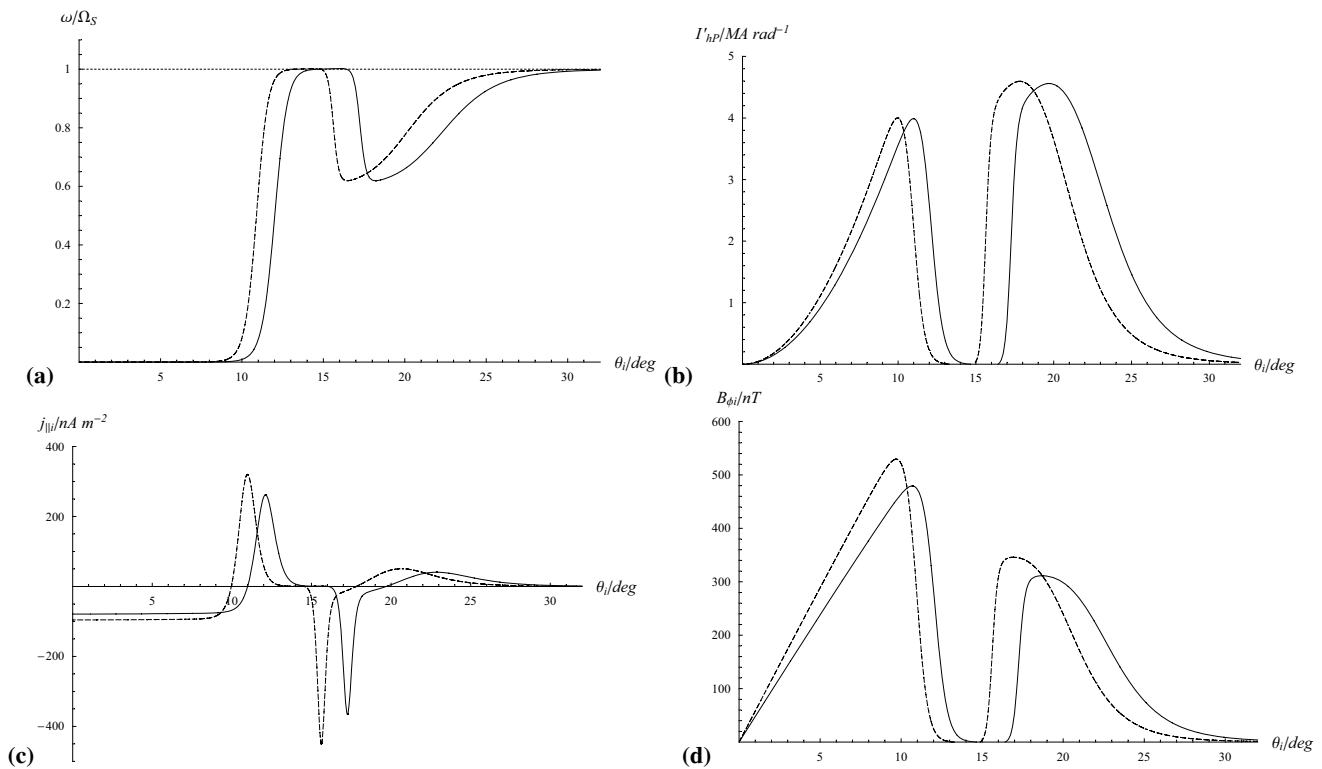 ω/Ω_S
1
0.8
0.6
0.4
0.2
5 10 15 20 25 30
θ_i/deg
(a)
I'_hP/MA rad⁻¹
5
4
3
2
1
5 10 15 20 25 30
θ_i/deg
(b)
j_||i/nA m⁻²
400
200
−200
−400
5 10 15 20 25 30
θ_i/deg
(c)
B_ϕi/nT
600
500
400
300
200
100
5 10 15 20 25 30
θ_i/deg
(d)